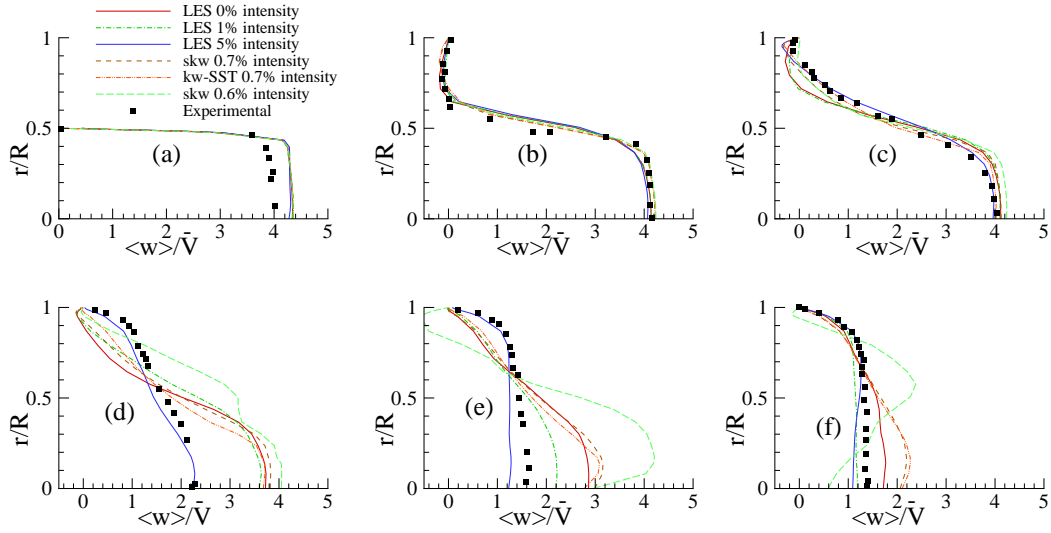 LES 0% intensity
LES 1% intensity
LES 5% intensity
skw 0.7% intensity
kw-SST 0.7% intensity
skw 0.6% intensity
Experimental
r/R
1
0.5
0
(a)
0 1 2 3 4 5
<w>/V̄
r/R
1
0.5
0
(b)
0 1 2 3 4 5
<w>/V̄
r/R
1
0.5
0
(c)
0 1 2 3 4 5
<w>/V̄
r/R
1
0.5
0
(d)
0 1 2 3 4 5
<w>/V̄
r/R
1
0.5
0
(e)
0 1 2 3 4 5
<w>/V̄
r/R
1
0.5
0
(f)
0 1 2 3 4 5
<w>/V̄